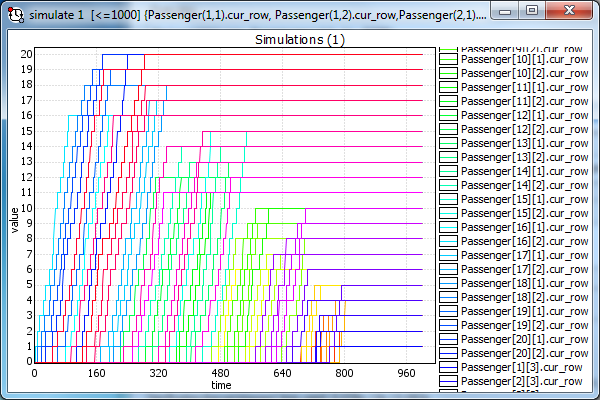 simulate 1 [<=1000] {Passenger(1,1).cur_row, Passenger(1,2).cur_row,Passenger(2,1)....
Simulations (1)
20
19
18
17
16
15
14
13
12
11
10
9
8
7
6
5
4
3
2
1
0
value
0 160 320 480 640 800 960
time
Passenger[9][2].cur_row
Passenger[10][1].cur_row
Passenger[10][2].cur_row
Passenger[11][1].cur_row
Passenger[11][2].cur_row
Passenger[12][1].cur_row
Passenger[12][2].cur_row
Passenger[13][1].cur_row
Passenger[13][2].cur_row
Passenger[14][1].cur_row
Passenger[14][2].cur_row
Passenger[15][1].cur_row
Passenger[15][2].cur_row
Passenger[16][1].cur_row
Passenger[16][2].cur_row
Passenger[17][1].cur_row
Passenger[17][2].cur_row
Passenger[18][1].cur_row
Passenger[18][2].cur_row
Passenger[19][1].cur_row
Passenger[19][2].cur_row
Passenger[20][1].cur_row
Passenger[20][2].cur_row
Passenger[1][3].cur_row
Passenger[2][3].cur_row